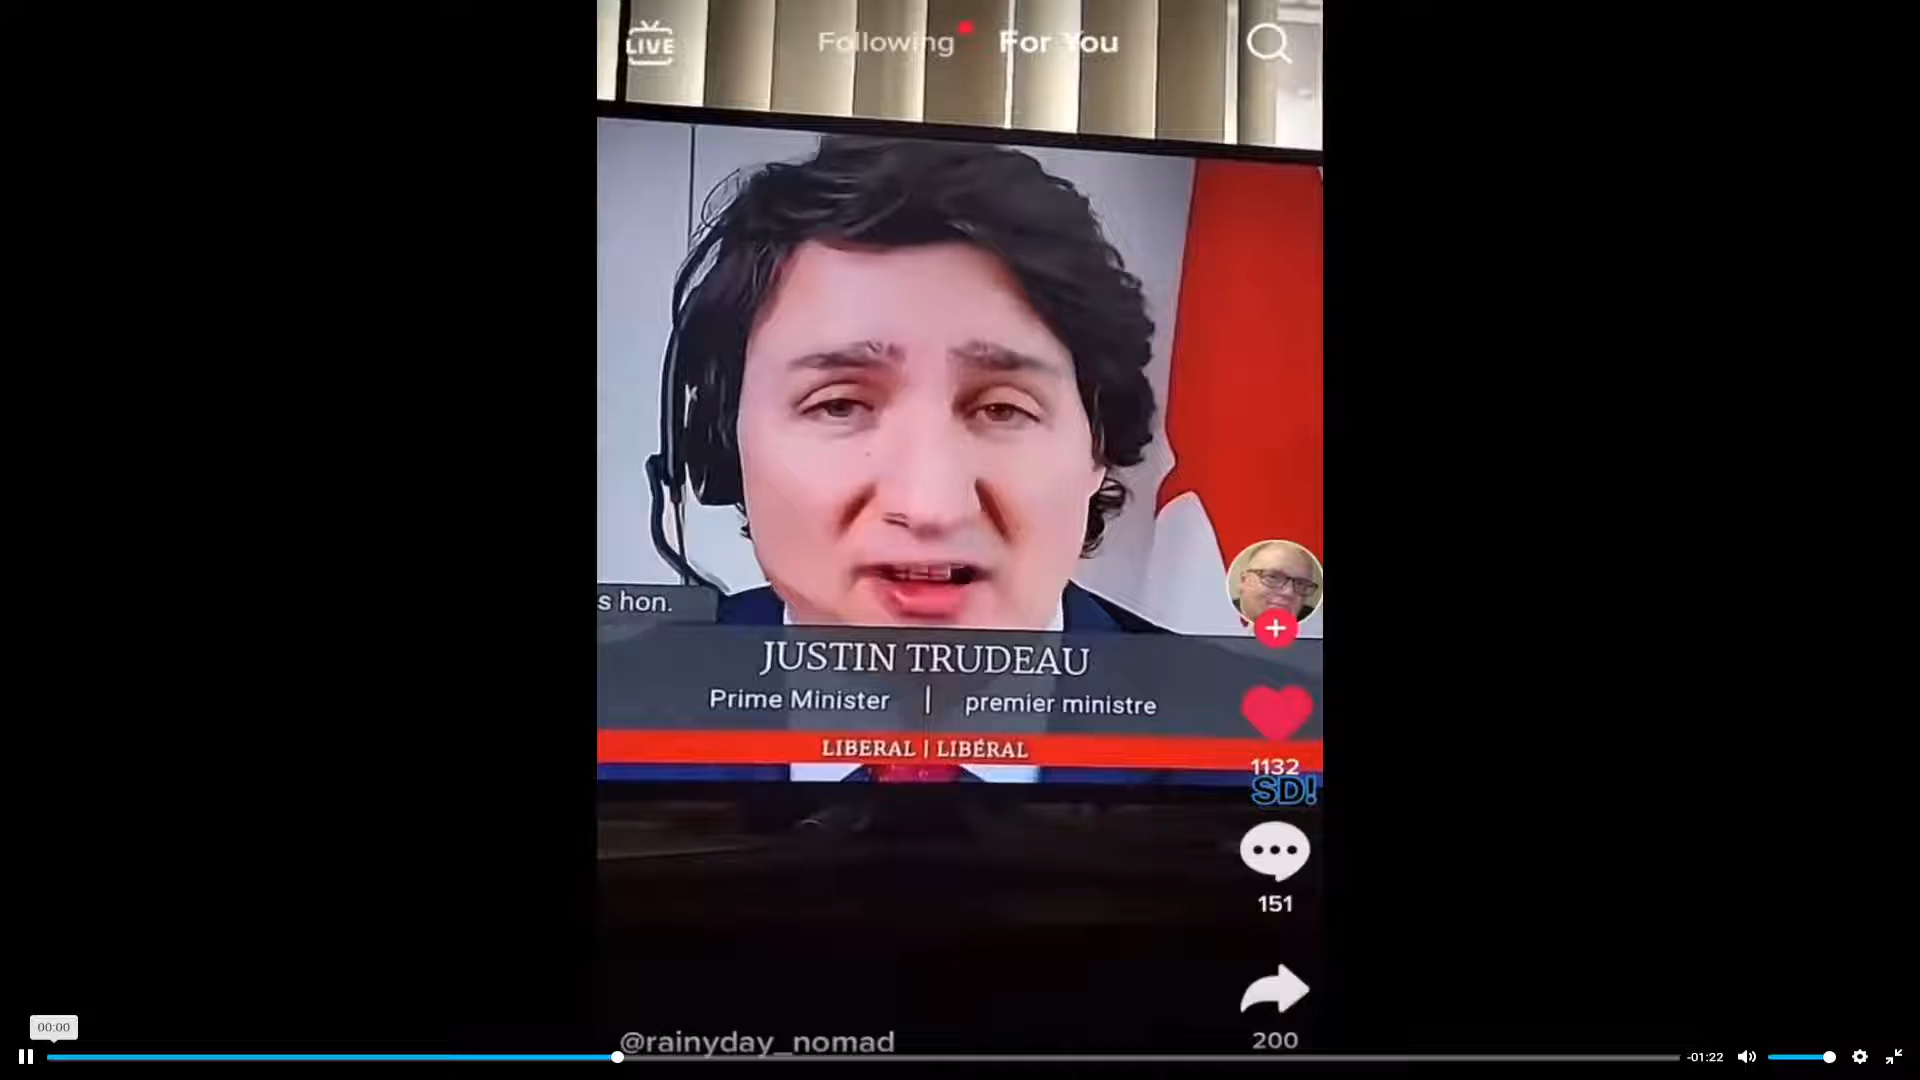 LIVE
Following For You
s hon.
JUSTIN TRUDEAU
Prime Minister | premier ministre
LIBERAL | LIBÉRAL
1132
SD!
151
200
@rainyday_nomad
00:00
-01:22